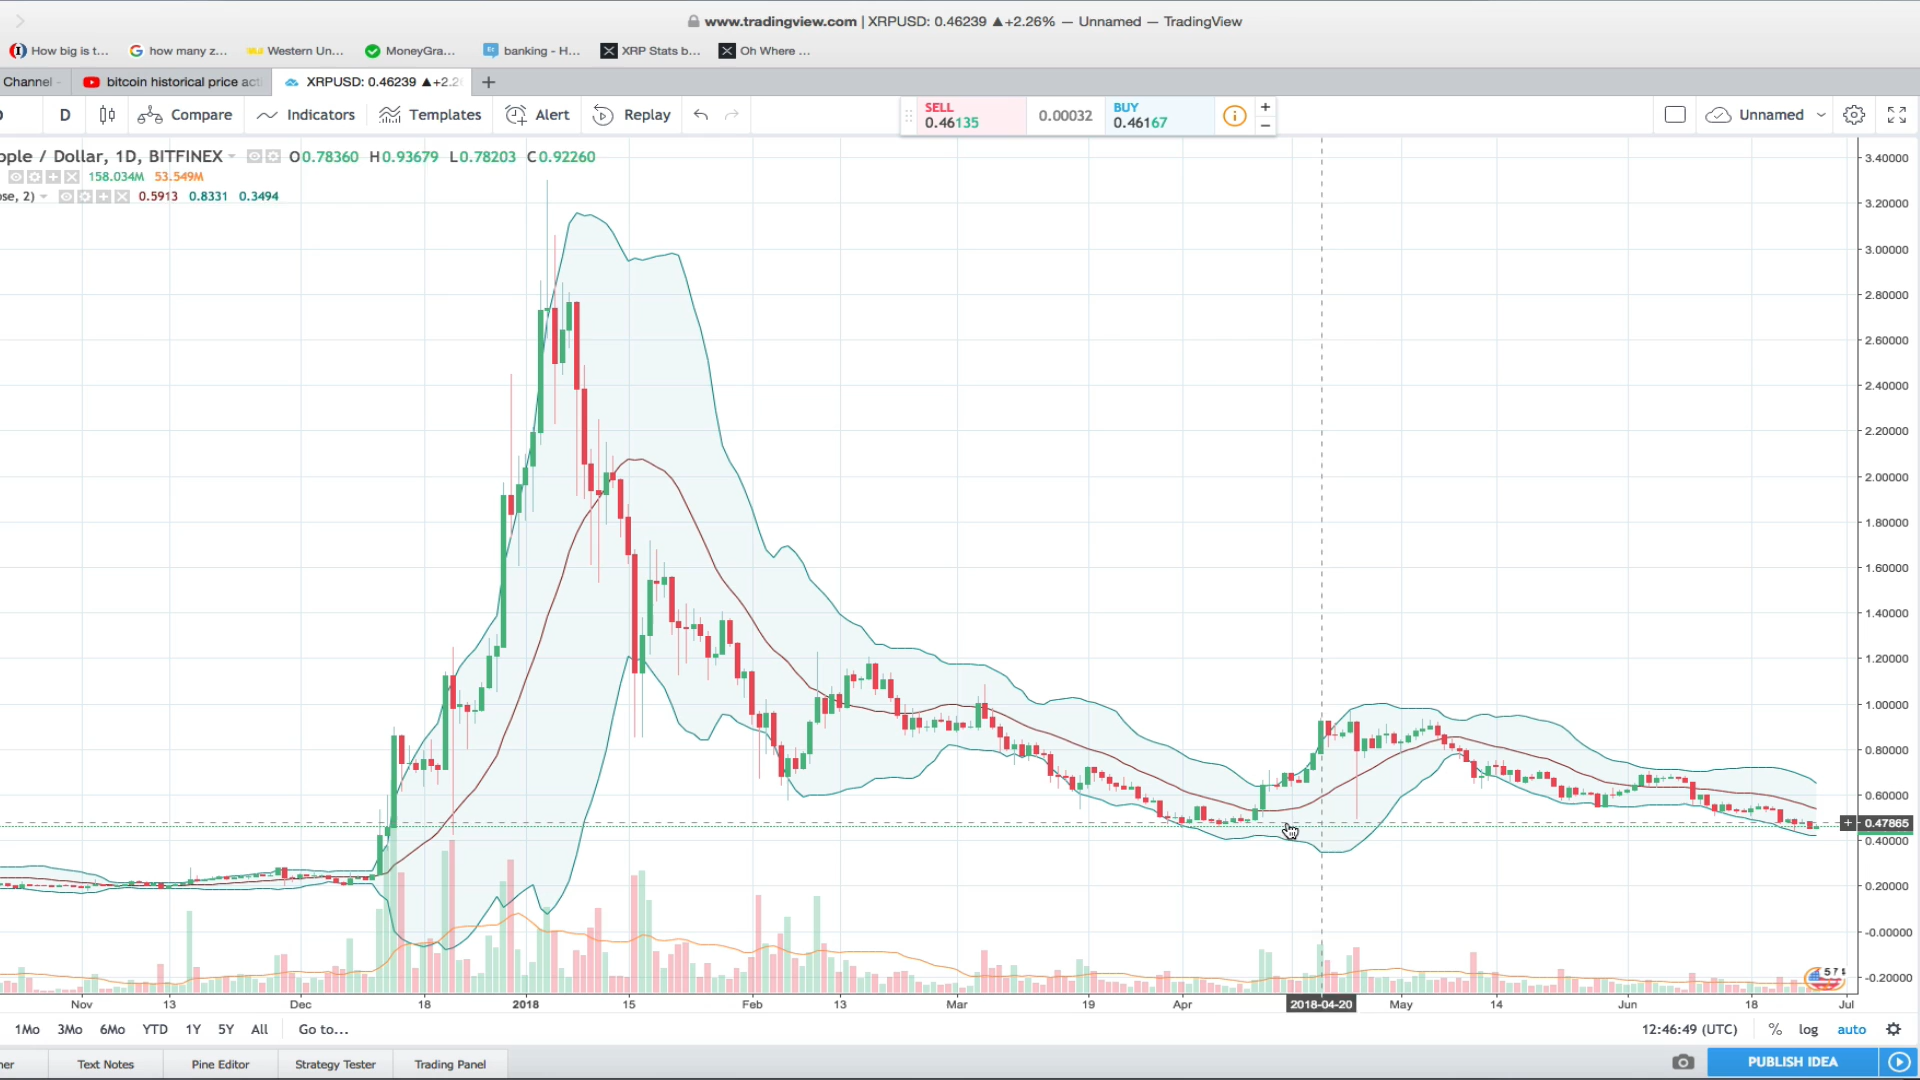 www.tradingview.com | XRPUSD: 0.46239 ▲+2.26% — Unnamed — TradingView
How big is t... how many z... Western Un... MoneyGra... banking - H... XRP Stats b... Oh Where ...
Channel - bitcoin historical price act XRPUSD: 0.46239 ▲+2.2 +
D Compare Indicators Templates Alert Replay SELL 0.46135 0.00032 BUY 0.46167 + − Unnamed
pple / Dollar, 1D, BITFINEX O0.78360 H0.93679 L0.78203 C0.92260
158.034M 53.549M
ose, 2) 0.5913 0.8331 0.3494
3.40000
3.20000
3.00000
2.80000
2.60000
2.40000
2.20000
2.00000
1.80000
1.60000
1.40000
1.20000
1.00000
0.80000
0.60000
+ 0.47865
0.40000
0.20000
-0.00000
-0.20000
Nov 13 Dec 18 2018 15 Feb 13 Mar 19 Apr 2018-04-20 May 14 Jun 18 Jul
1Mo 3Mo 6Mo YTD 1Y 5Y All Go to... 12:46:49 (UTC) % log auto
ner Text Notes Pine Editor Strategy Tester Trading Panel PUBLISH IDEA